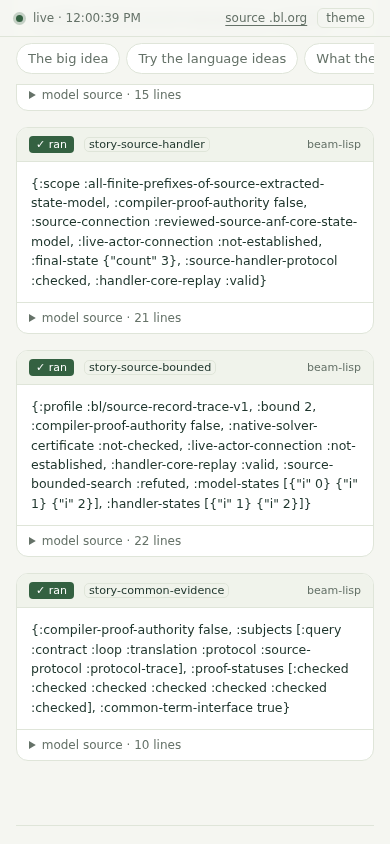 live · 12:00:39 PM
source .bl.org
theme
The big idea
Try the language ideas
What the
▶ model source · 15 lines
✓ ran
story-source-handler
beam-lisp
{:scope :all-finite-prefixes-of-source-extracted-
state-model, :compiler-proof-authority false,
:source-connection :reviewed-source-anf-core-state-
model, :live-actor-connection :not-established,
:final-state {"count" 3}, :source-handler-protocol
:checked, :handler-core-replay :valid}
▶ model source · 21 lines
✓ ran
story-source-bounded
beam-lisp
{:profile :bl/source-record-trace-v1, :bound 2,
:compiler-proof-authority false, :native-solver-
certificate :not-checked, :live-actor-connection :not-
established, :handler-core-replay :valid, :source-
bounded-search :refuted, :model-states [{"i" 0} {"i"
1} {"i" 2}], :handler-states [{"i" 1} {"i" 2}]}
▶ model source · 22 lines
✓ ran
story-common-evidence
beam-lisp
{:compiler-proof-authority false, :subjects [:query
:contract :loop :translation :protocol :source-
protocol :protocol-trace], :proof-statuses [:checked
:checked :checked :checked :checked :checked
:checked], :common-term-interface true}
▶ model source · 10 lines